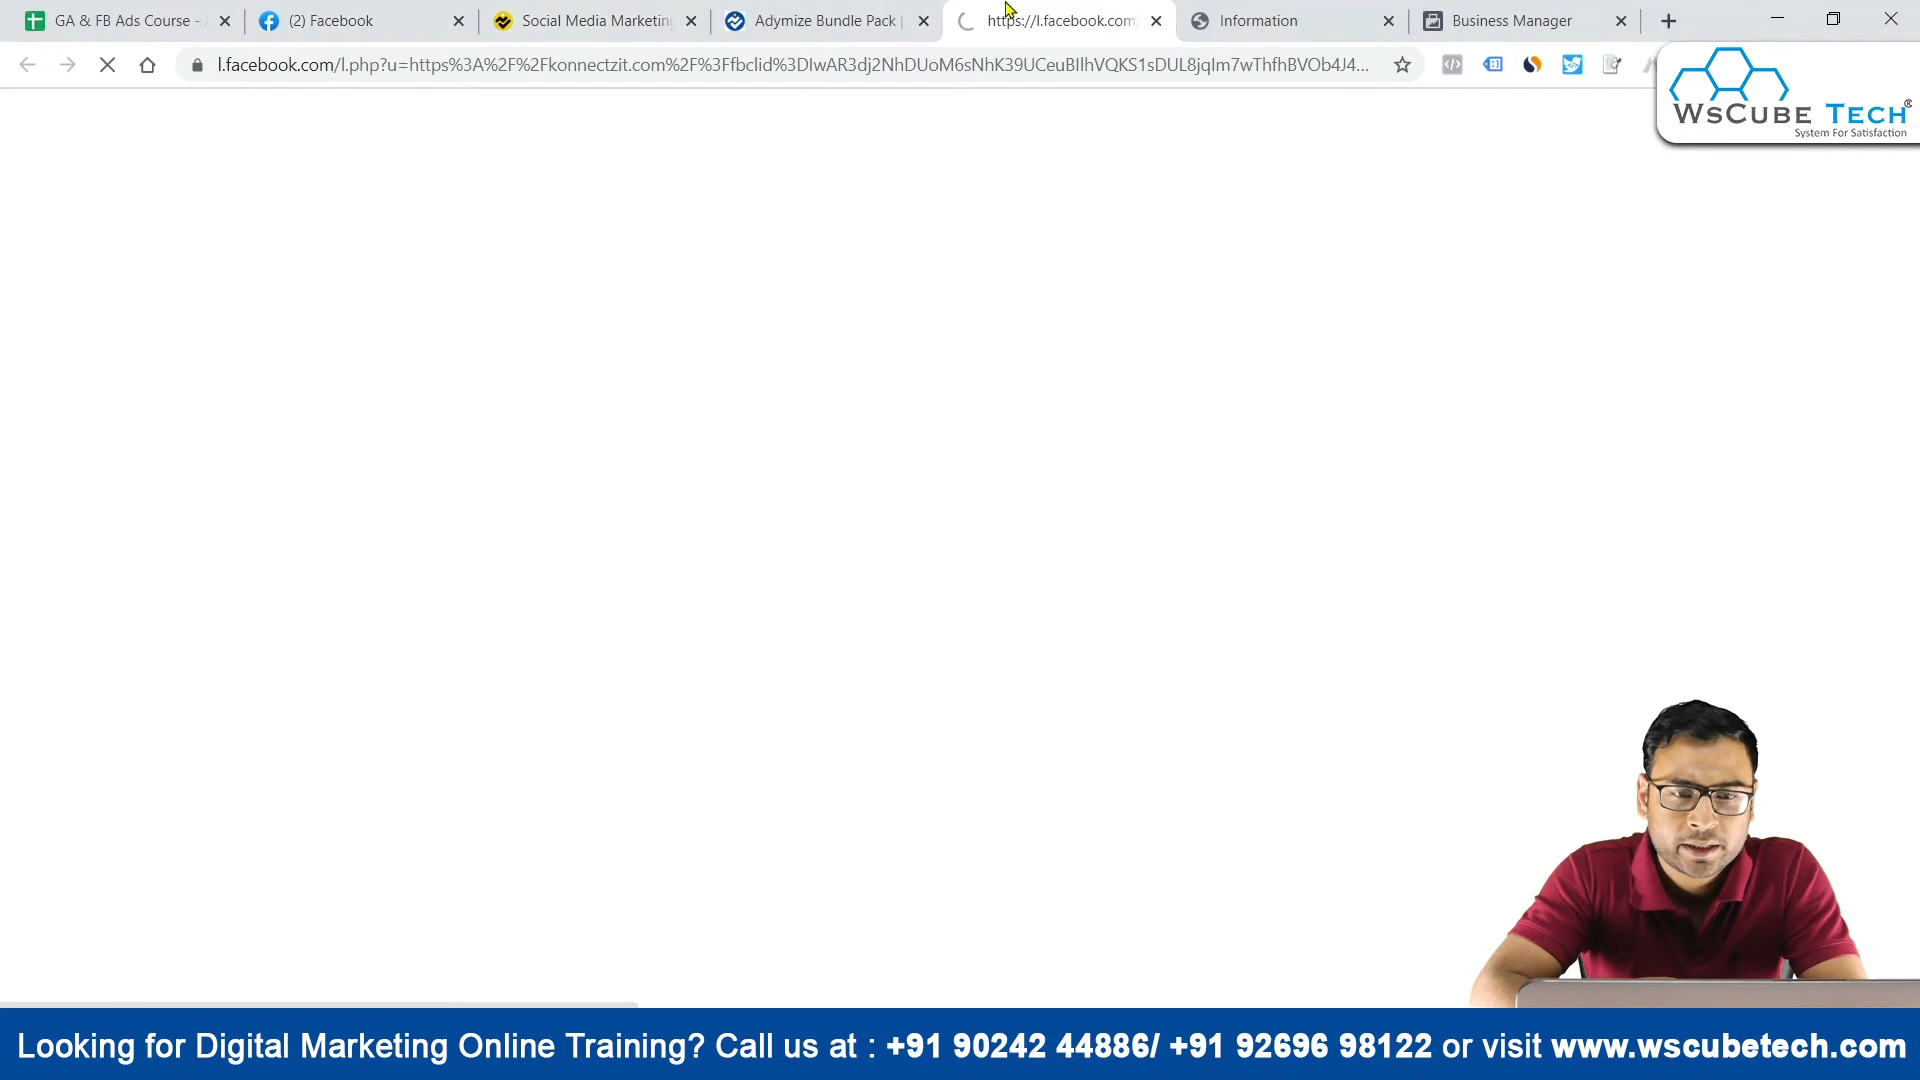 GA & FB Ads Course -
(2) Facebook
Social Media Marketing
Adymize Bundle Pack |
https://l.facebook.com
Information
Business Manager
l.facebook.com/l.php?u=https%3A%2F%2Fkonnectzit.com%2F%3Ffbclid%3DIwAR3dj2NhDUoM6sNhK39UCeuBIlhVQKS1sDUL8jqIm7wThfhBVOb4J4...
WsCube Tech®
System For Satisfaction
Looking for Digital Marketing Online Training? Call us at : +91 90242 44886/ +91 92696 98122 or visit www.wscubetech.com